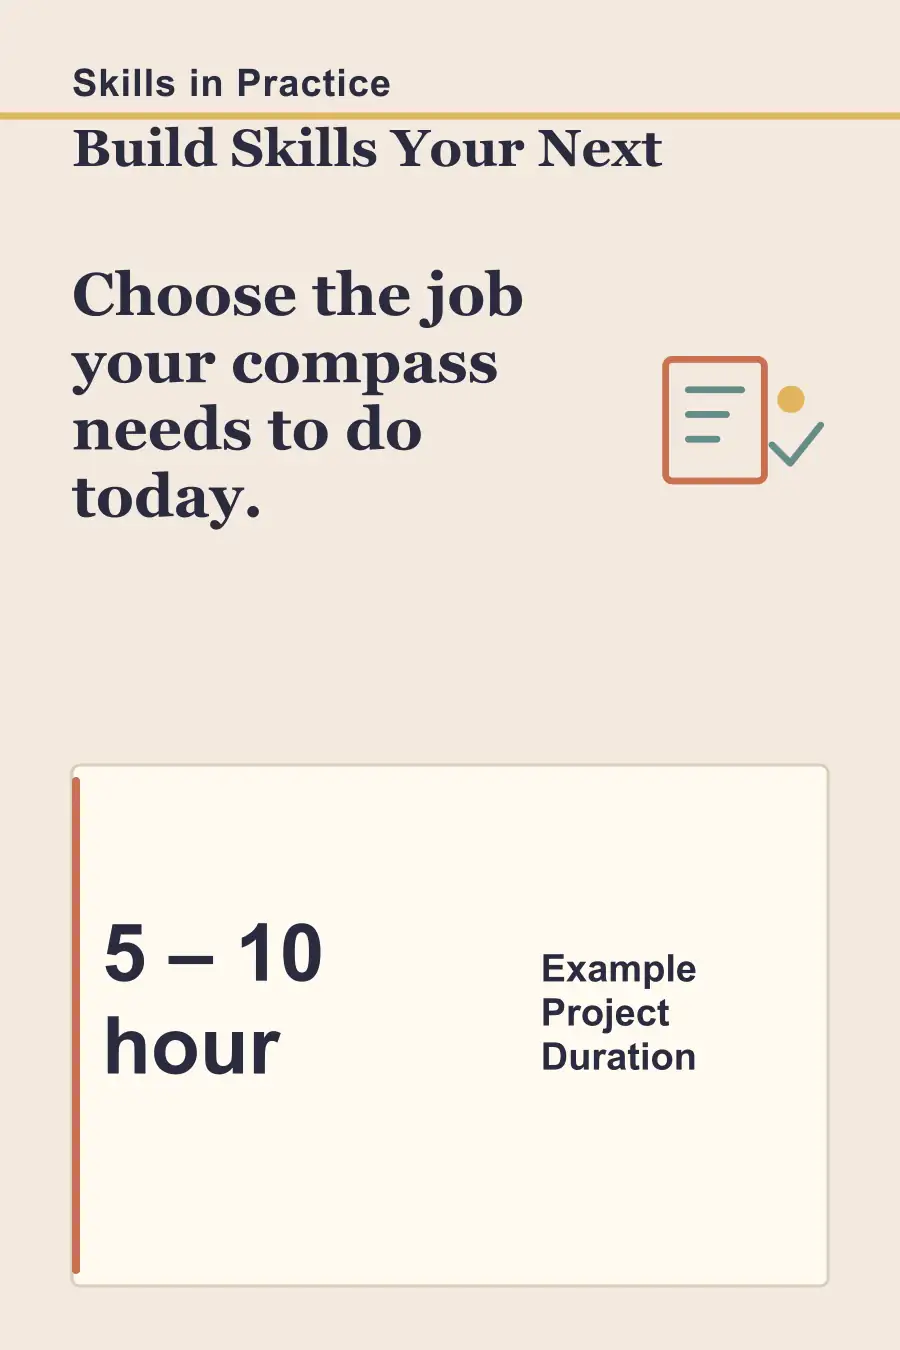 Skills in Practice
Build Skills Your Next
Choose the job
your compass
needs to do
today.
5 – 10
hour
Example
Project
Duration